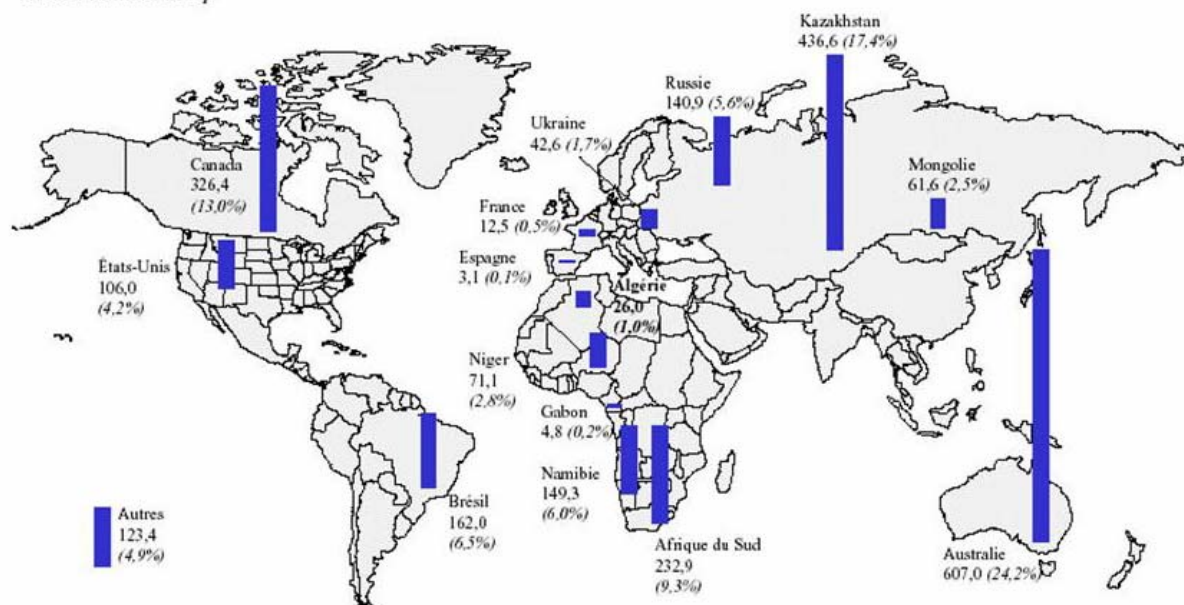 Kazakhstan
436,6 (17,4%)
Russie
140,9 (5,6%)
Ukraine
42,6 (1,7%)
Mongolie
61,6 (2,5%)
Canada
326,4
(13,0%)
France
12,5 (0,5%)
Espagne
3,1 (0,1%)
États-Unis
106,0
(4,2%)
Algérie
26,0
(1,0%)
Niger
71,1
(2,8%)
Gabon
4,8 (0,2%)
Namibie
149,3
(6,0%)
Brésil
162,0
(6,5%)
Autres
123,4
(4,9%)
Afrique du Sud
232,9
(9,3%)
Australie
607,0 (24,2%)